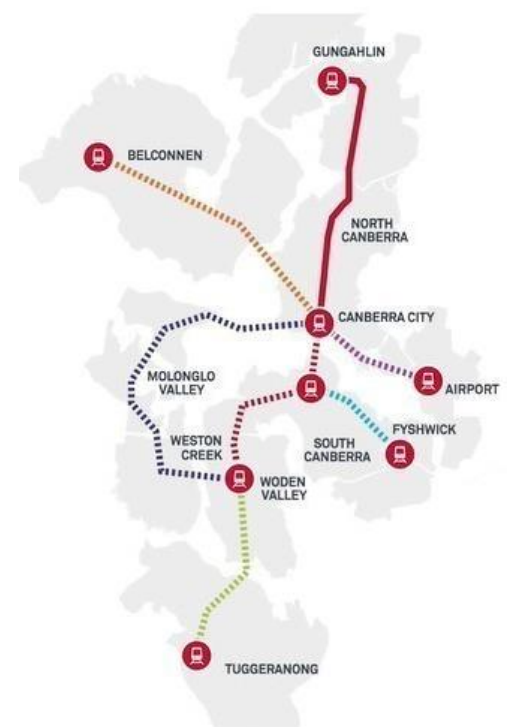 GUNGAHLIN
BELCONNEN
NORTH
CANBERRA
CANBERRA CITY
MOLONGLO
VALLEY
AIRPORT
WESTON
CREEK
SOUTH
CANBERRA
FYSHWICK
WODEN
VALLEY
TUGGERANONG